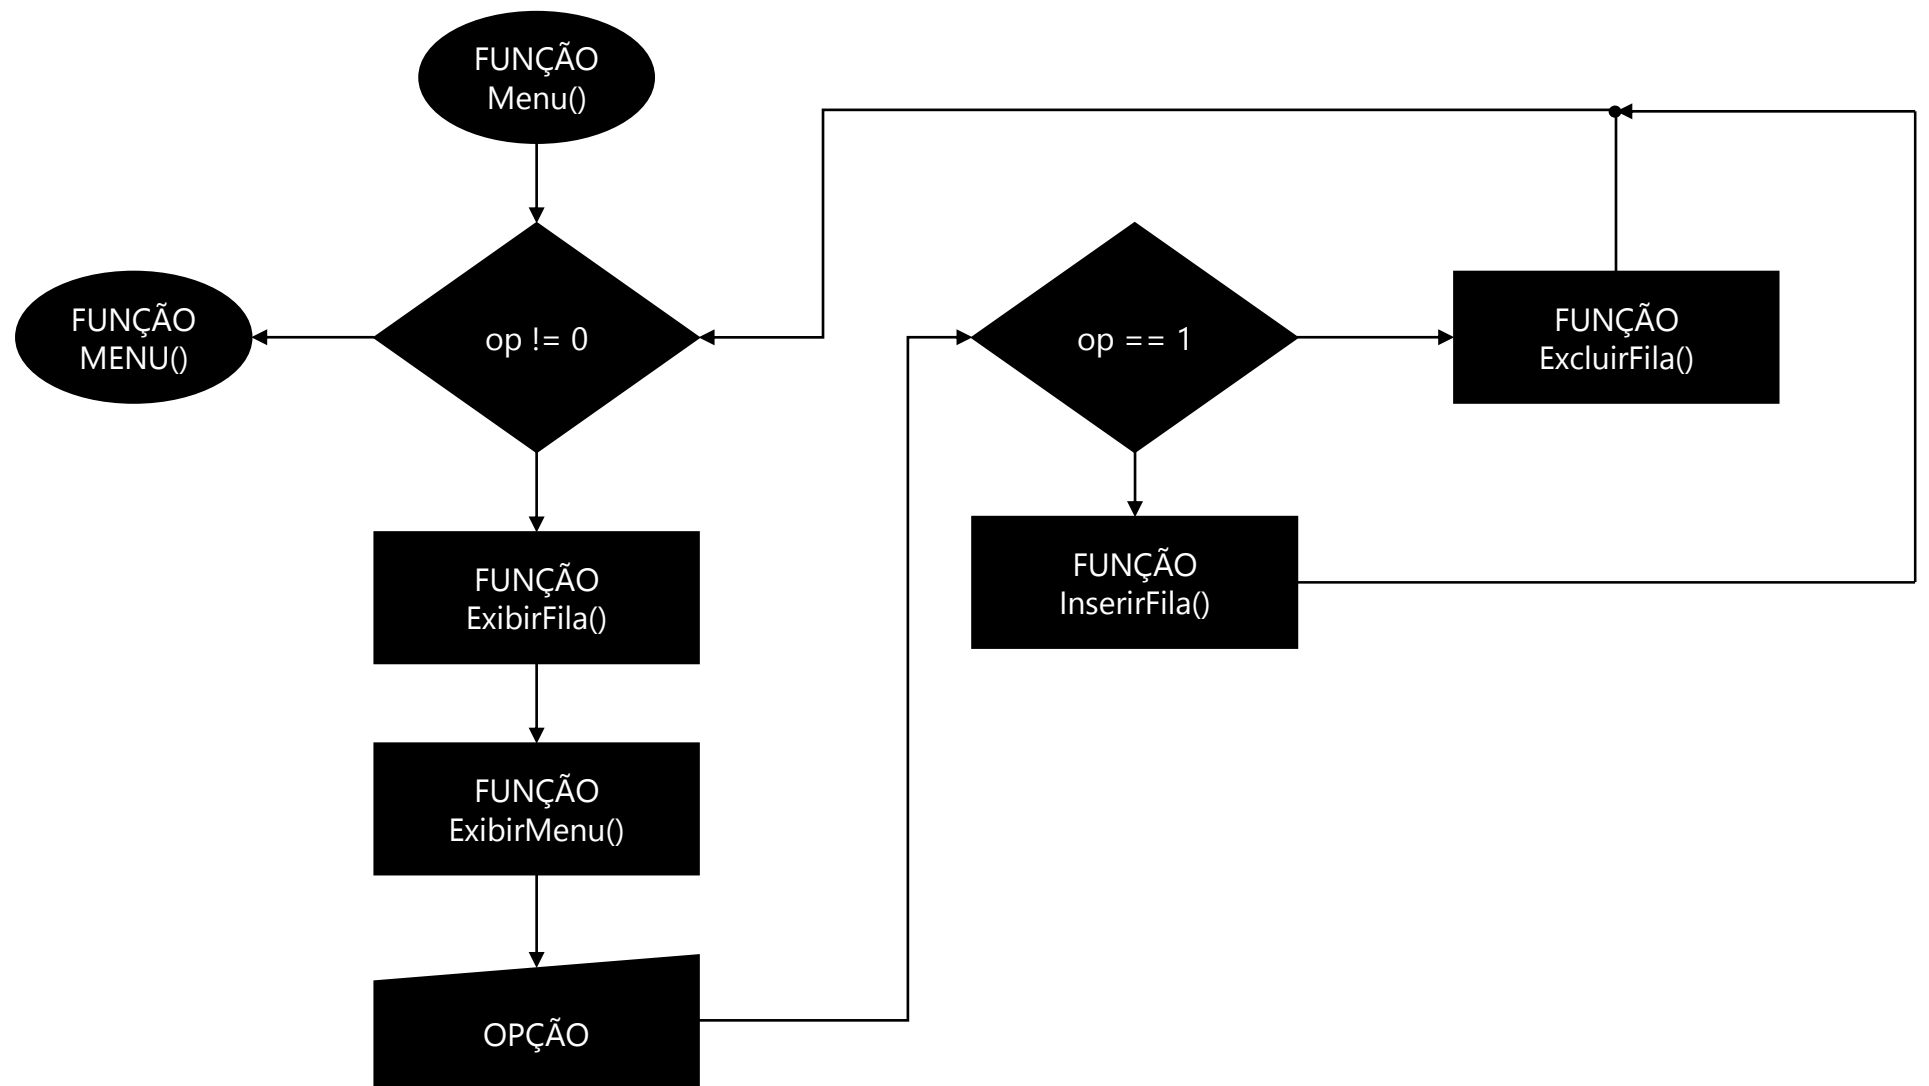 FUNÇÃO
Menu()
FUNÇÃO
MENU()
op != 0
op == 1
FUNÇÃO
ExcluirFila()
FUNÇÃO
ExibirFila()
FUNÇÃO
InserirFila()
FUNÇÃO
ExibirMenu()
OPÇÃO